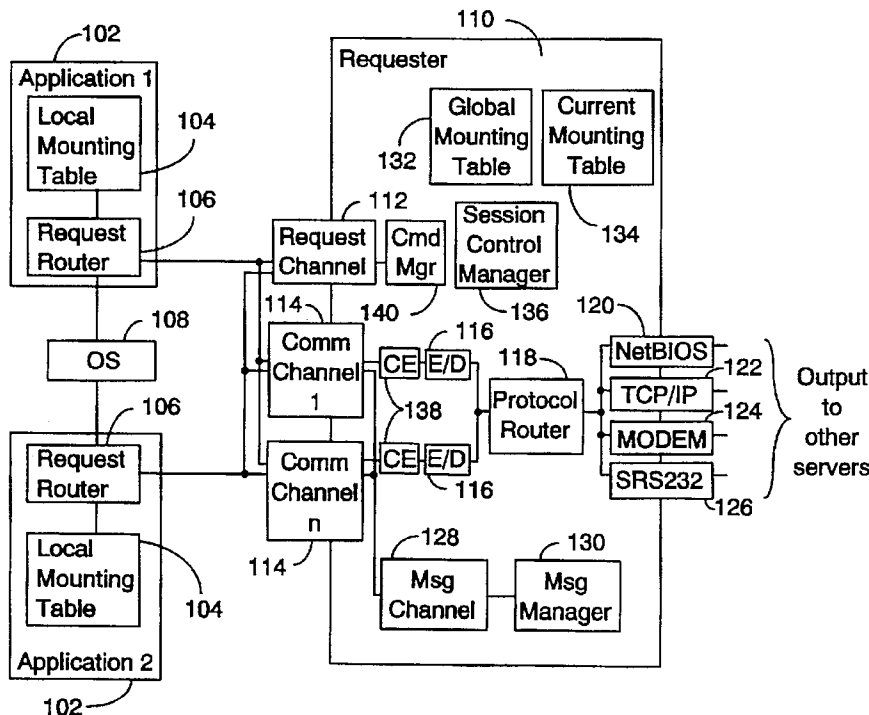 102
Application 1
Local
Mounting
Table
104
106
Request
Router
108
OS
106
Request
Router
Local
Mounting
Table
104
Application 2
102
110
Requester
Global
Mounting
Table
132
Current
Mounting
Table
134
112
Request
Channel
Cmd
Mgr
140
Session
Control
Manager
136
114
Comm
Channel
1
116
CE
E/D
138
CE
E/D
116
Comm
Channel
n
114
118
Protocol
Router
120
NetBIOS
122
TCP/IP
124
MODEM
SRS232
126
Output
to
other
servers
128
Msg
Channel
130
Msg
Manager